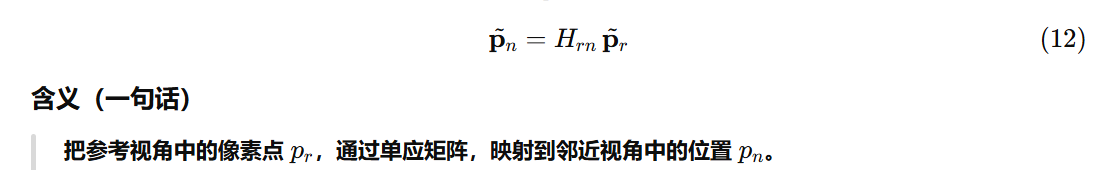 p̃ₙ = Hᵣₙ p̃ᵣ (12)
含义（一句话）
把参考视角中的像素点 pᵣ，通过单应矩阵，映射到邻近视角中的位置 pₙ。